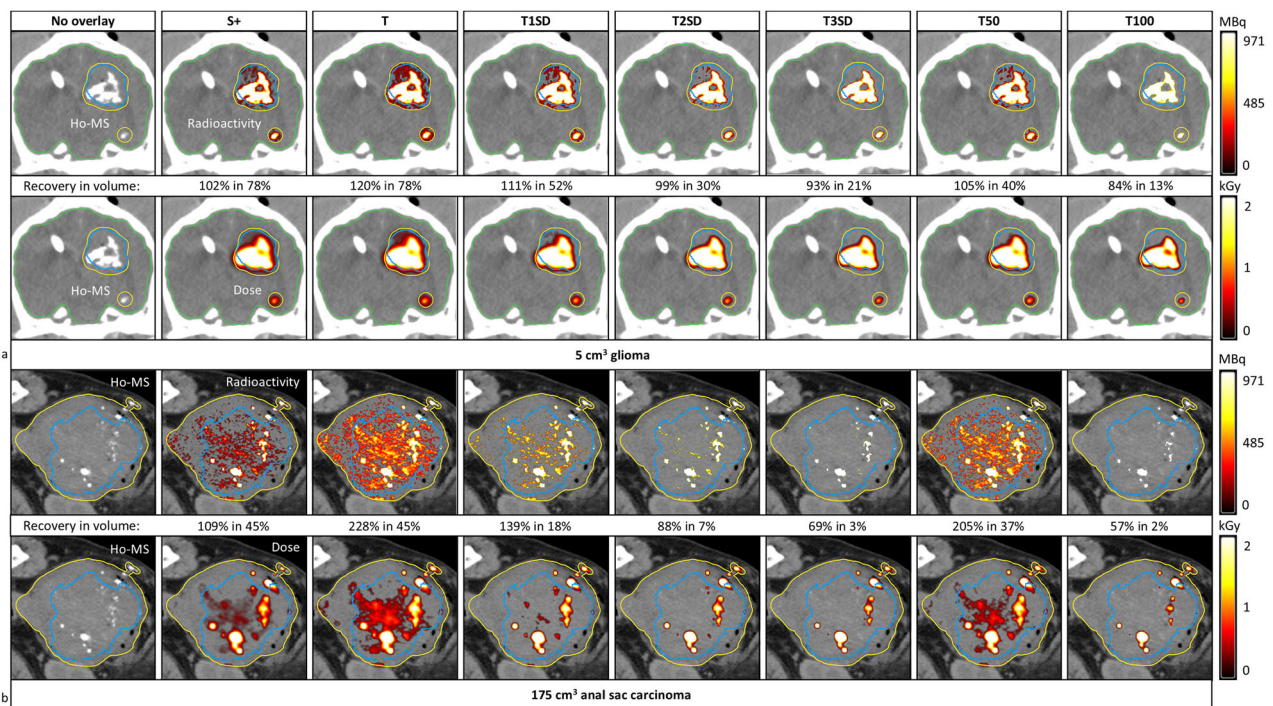 No overlay S+ T T1SD T2SD T3SD T50 T100 MBq
971
Ho-MS Radioactivity
485
0
Recovery in volume: 102% in 78% 120% in 78% 111% in 52% 99% in 30% 93% in 21% 105% in 40% 84% in 13% kGy
2
Ho-MS Dose
1
0
a
5 cm³ glioma
MBq
Ho-MS Radioactivity
971
485
0
Recovery in volume: 109% in 45% 228% in 45% 139% in 18% 88% in 7% 69% in 3% 205% in 37% 57% in 2% kGy
Ho-MS Dose
2
1
0
b
175 cm³ anal sac carcinoma